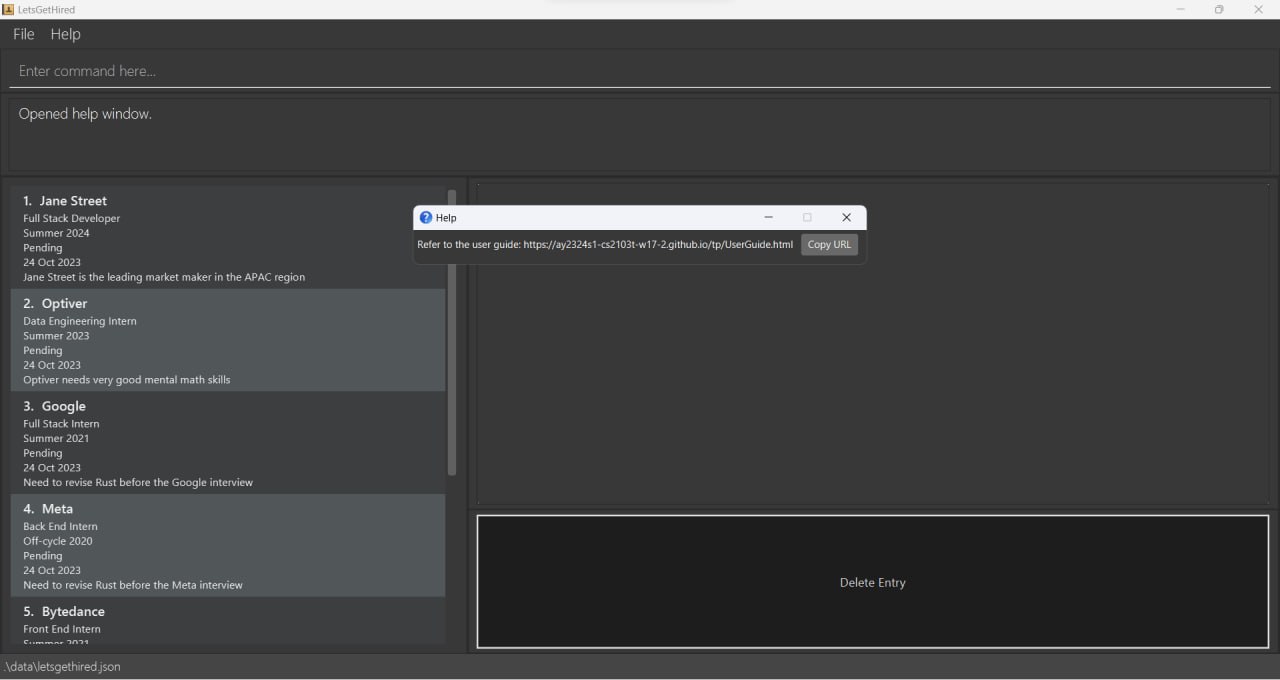 LetsGetHired
File Help
Enter command here...
Opened help window.
1. Jane Street
Full Stack Developer
Summer 2024
Pending
24 Oct 2023
Jane Street is the leading market maker in the APAC region
2. Optiver
Data Engineering Intern
Summer 2023
Pending
24 Oct 2023
Optiver needs very good mental math skills
3. Google
Full Stack Intern
Summer 2021
Pending
24 Oct 2023
Need to revise Rust before the Google interview
4. Meta
Back End Intern
Off-cycle 2020
Pending
24 Oct 2023
Need to revise Rust before the Meta interview
5. Bytedance
Front End Intern
Summer 2021
Help
Refer to the user guide: https://ay2324s1-cs2103t-w17-2.github.io/tp/UserGuide.html Copy URL
Delete Entry
.\data\letsgethired.json